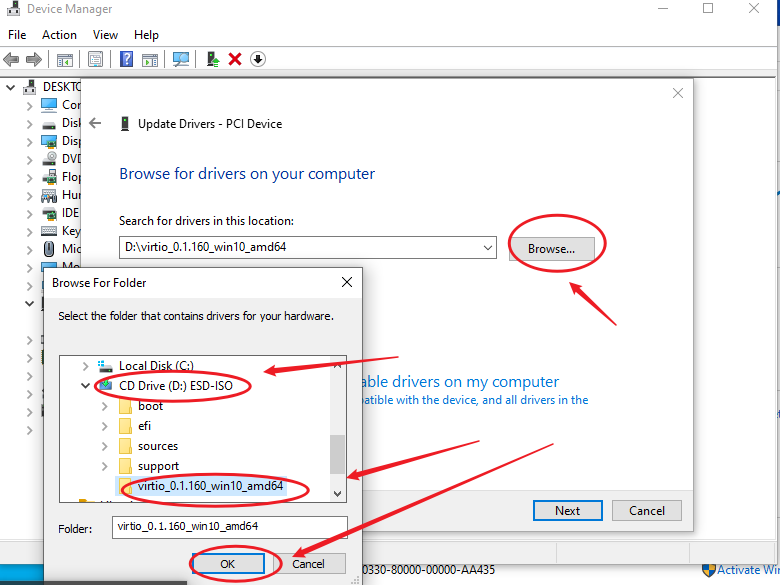 Device Manager
File Action View Help
DESKTO
Con
Disk
Disp
DVD
Flop
Hum
IDE
Key
Mic
Update Drivers - PCI Device
Browse for drivers on your computer
Search for drivers in this location:
D:\virtio_0.1.160_win10_amd64
Browse...
able drivers on my computer
patible with the device, and all drivers in the
Next Cancel
Browse For Folder
Select the folder that contains drivers for your hardware.
Local Disk (C:)
CD Drive (D:) ESD-ISO
boot
efi
sources
support
virtio_0.1.160_win10_amd64
Folder: virtio_0.1.160_win10_amd64
OK Cancel
0330-80000-00000-AA435
Activate Win